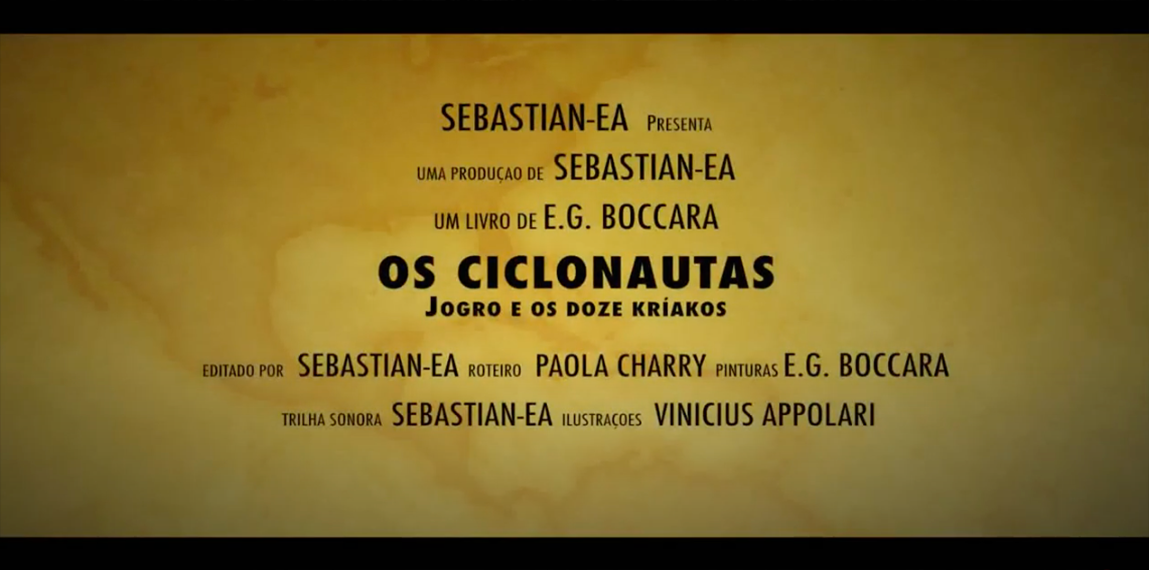 SEBASTIAN-EA Presenta
UMA PRODUÇAO DE SEBASTIAN-EA
UM LIVRO DE E.G. BOCCARA
OS CICLONAUTAS
JOGRO E OS DOZE KRÍAKOS
EDITADO POR SEBASTIAN-EA ROTEIRO PAOLA CHARRY PINTURAS E.G. BOCCARA
TRILHA SONORA SEBASTIAN-EA ILUSTRAÇOES VINICIUS APPOLARI